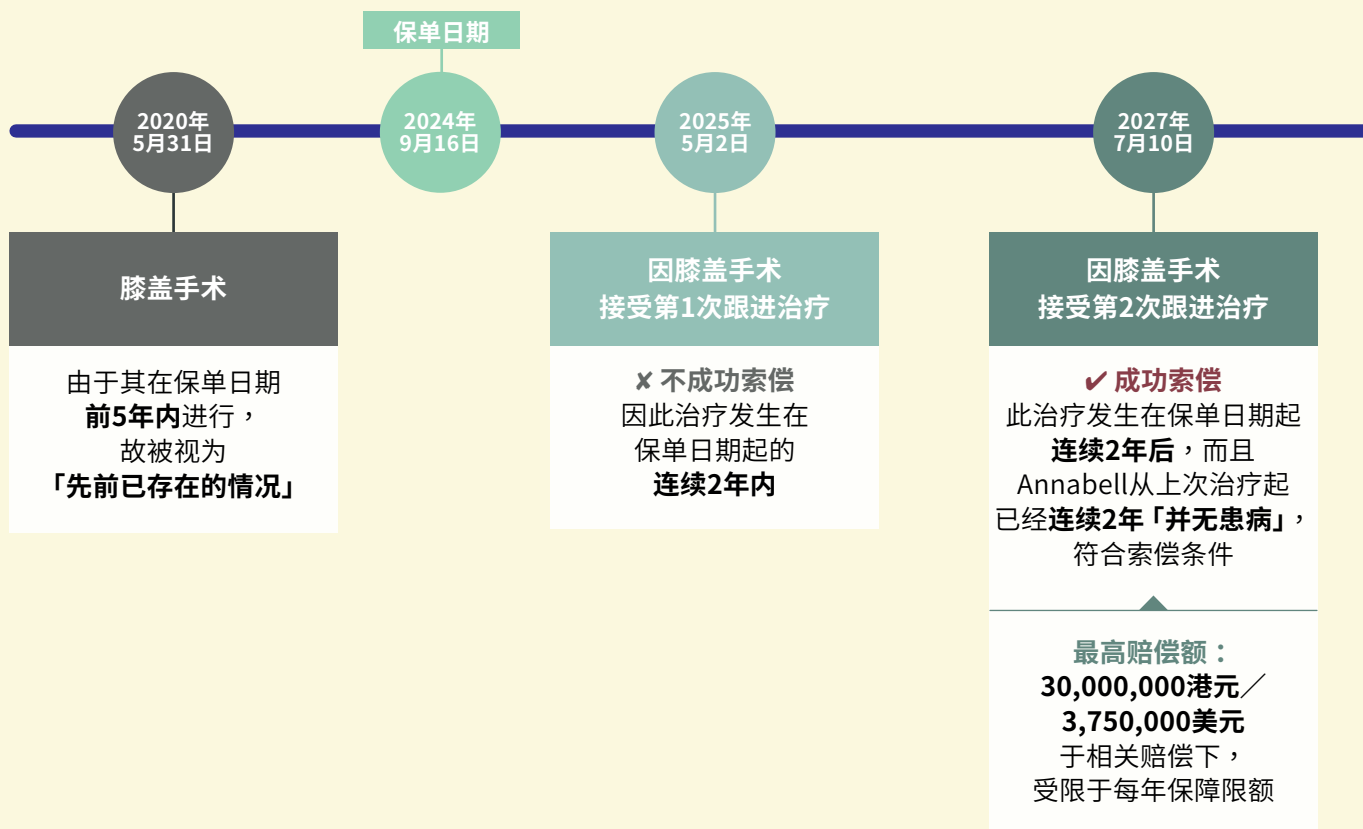 保单日期
2020年
5月31日
2024年
9月16日
2025年
5月2日
2027年
7月10日
膝盖手术
由于其在保单日期
前5年内进行，
故被视为
「先前已存在的情况」
因膝盖手术
接受第1次跟进治疗
✘ 不成功索偿
因此治疗发生在
保单日期起的
连续2年内
因膝盖手术
接受第2次跟进治疗
✔ 成功索偿
此治疗发生在保单日期起
连续2年后，而且
Annabell从上次治疗起
已经连续2年「并无患病」，
符合索偿条件
最高赔偿额：
30,000,000港元／
3,750,000美元
于相关赔偿下，
受限于每年保障限额